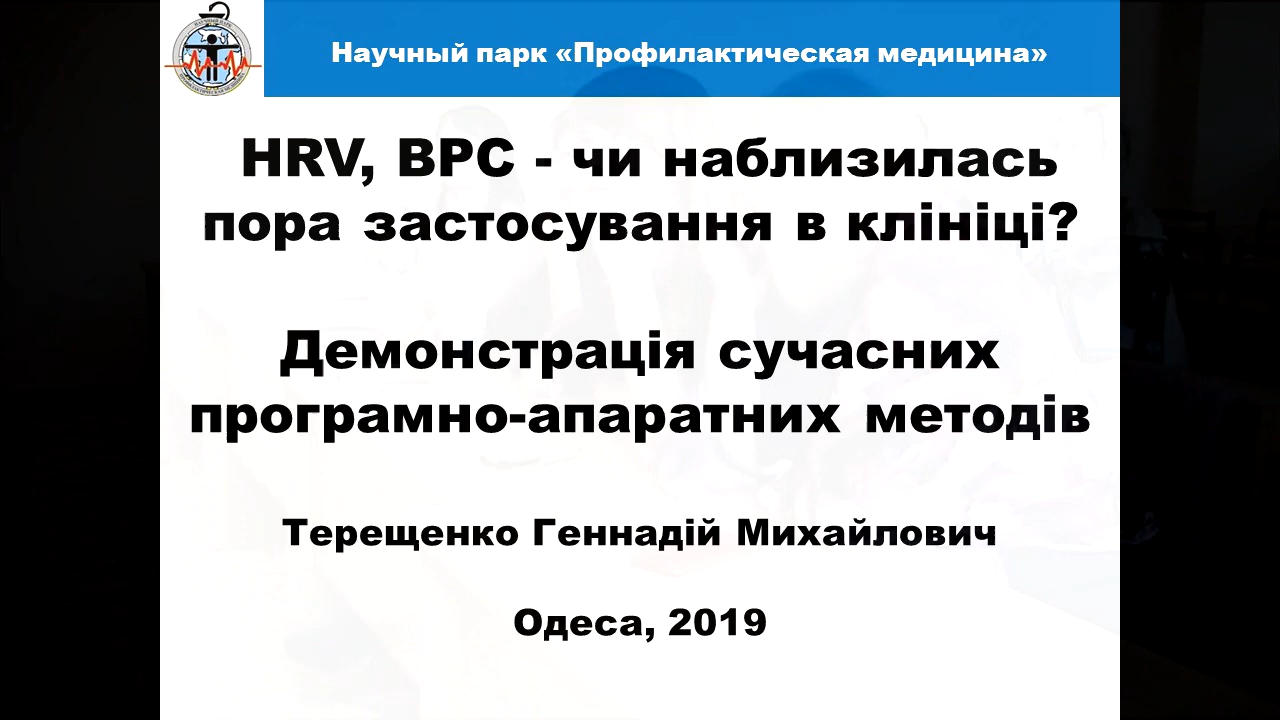 Научный парк «Профилактическая медицина»
HRV, ВРС - чи наблизилась
пора застосування в клініці?
Демонстрація сучасних
програмно-апаратних методів
Терещенко Геннадій Михайлович
Одеса, 2019